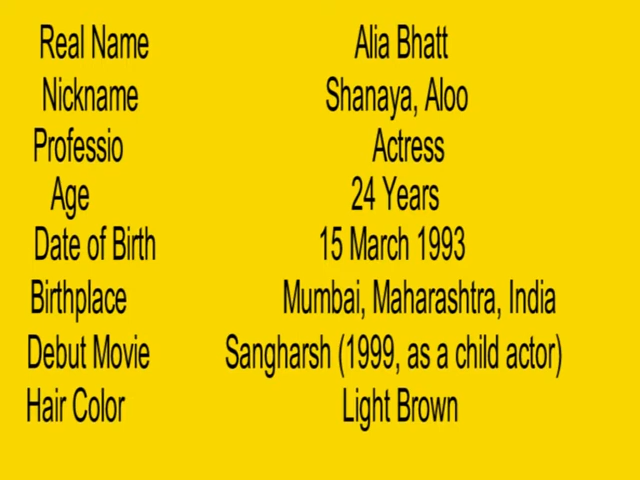 Real Name Alia Bhatt
Nickname Shanaya, Aloo
Professio Actress
Age 24 Years
Date of Birth 15 March 1993
Birthplace Mumbai, Maharashtra, India
Debut Movie Sangharsh (1999, as a child actor)
Hair Color Light Brown